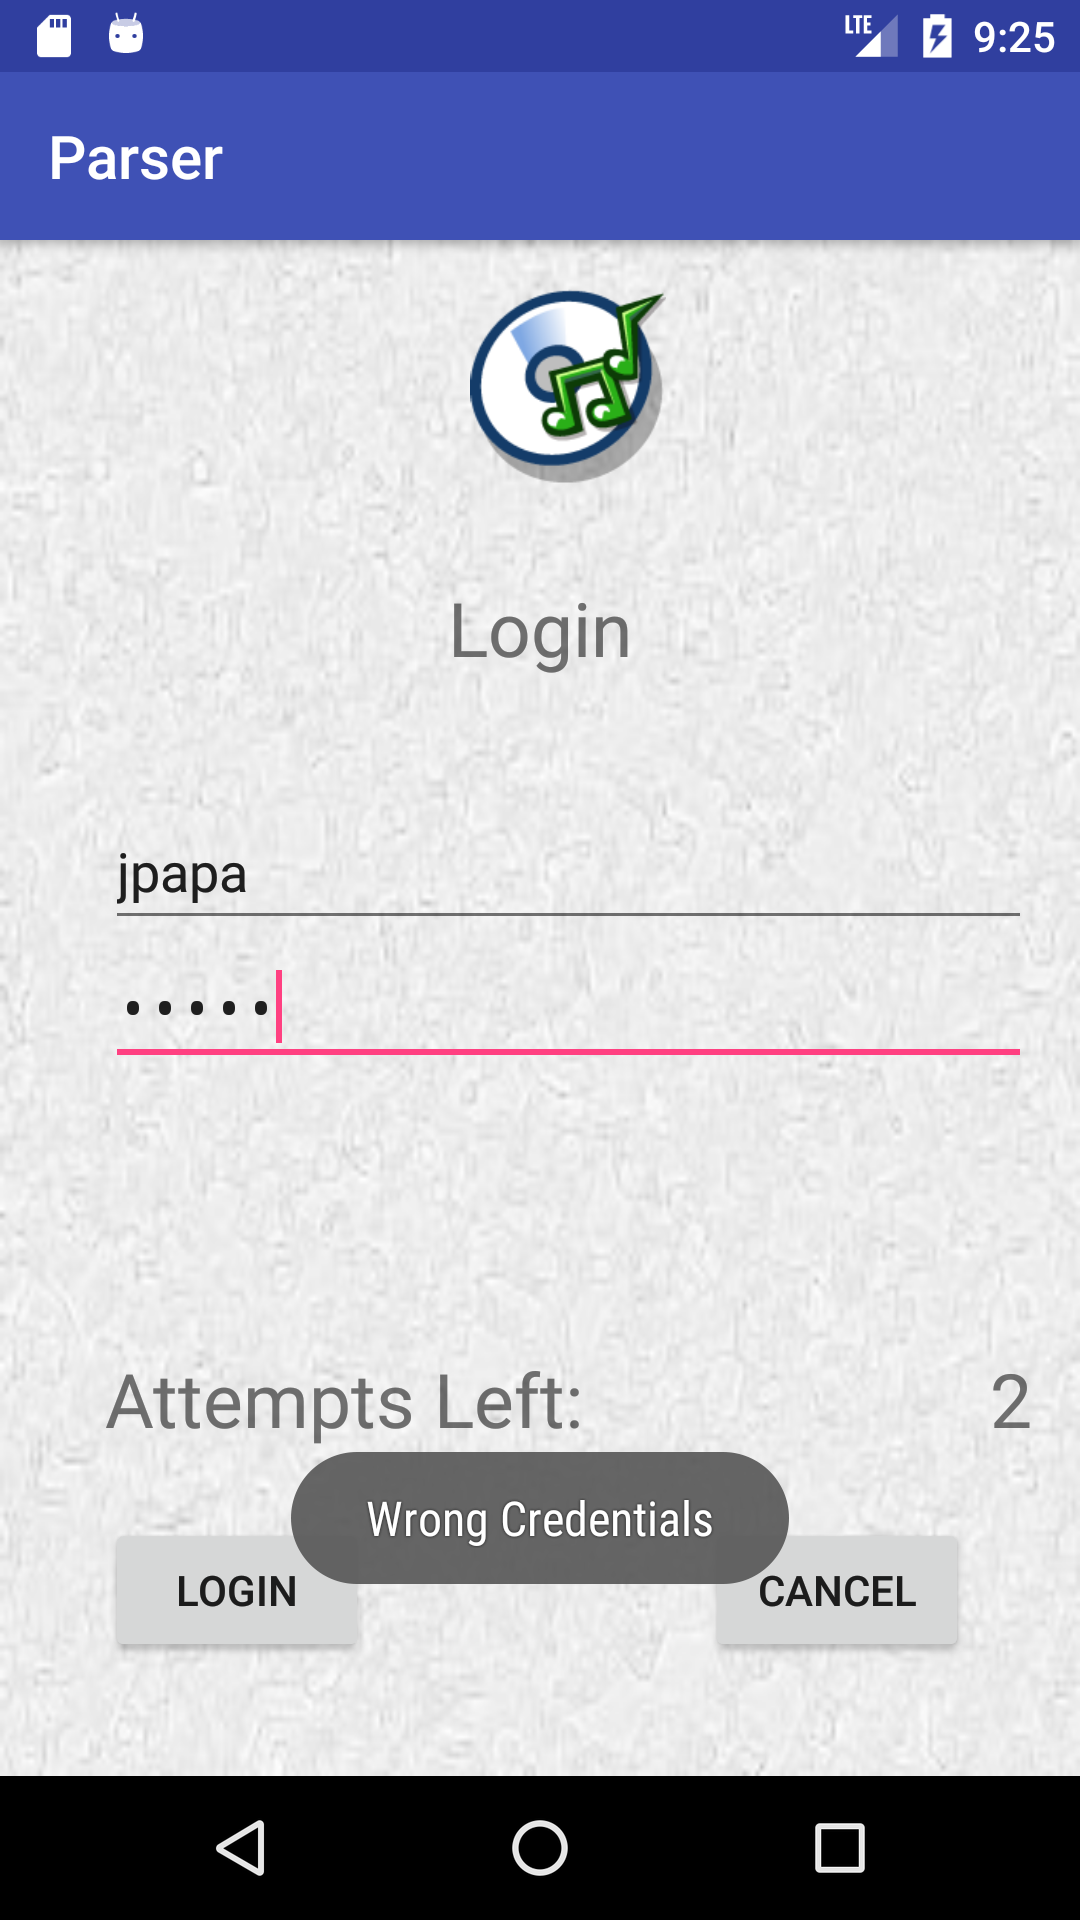 LTE 9:25
Parser
Login
jpapa
•••••
Attempts Left: 2
Wrong Credentials
LOGIN CANCEL